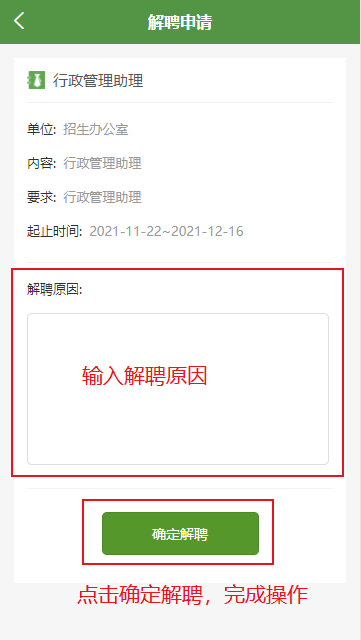 解聘申请
行政管理助理
单位: 招生办公室
内容: 行政管理助理
要求: 行政管理助理
起止时间: 2021-11-22~2021-12-16
解聘原因:
输入解聘原因
确定解聘
点击确定解聘，完成操作